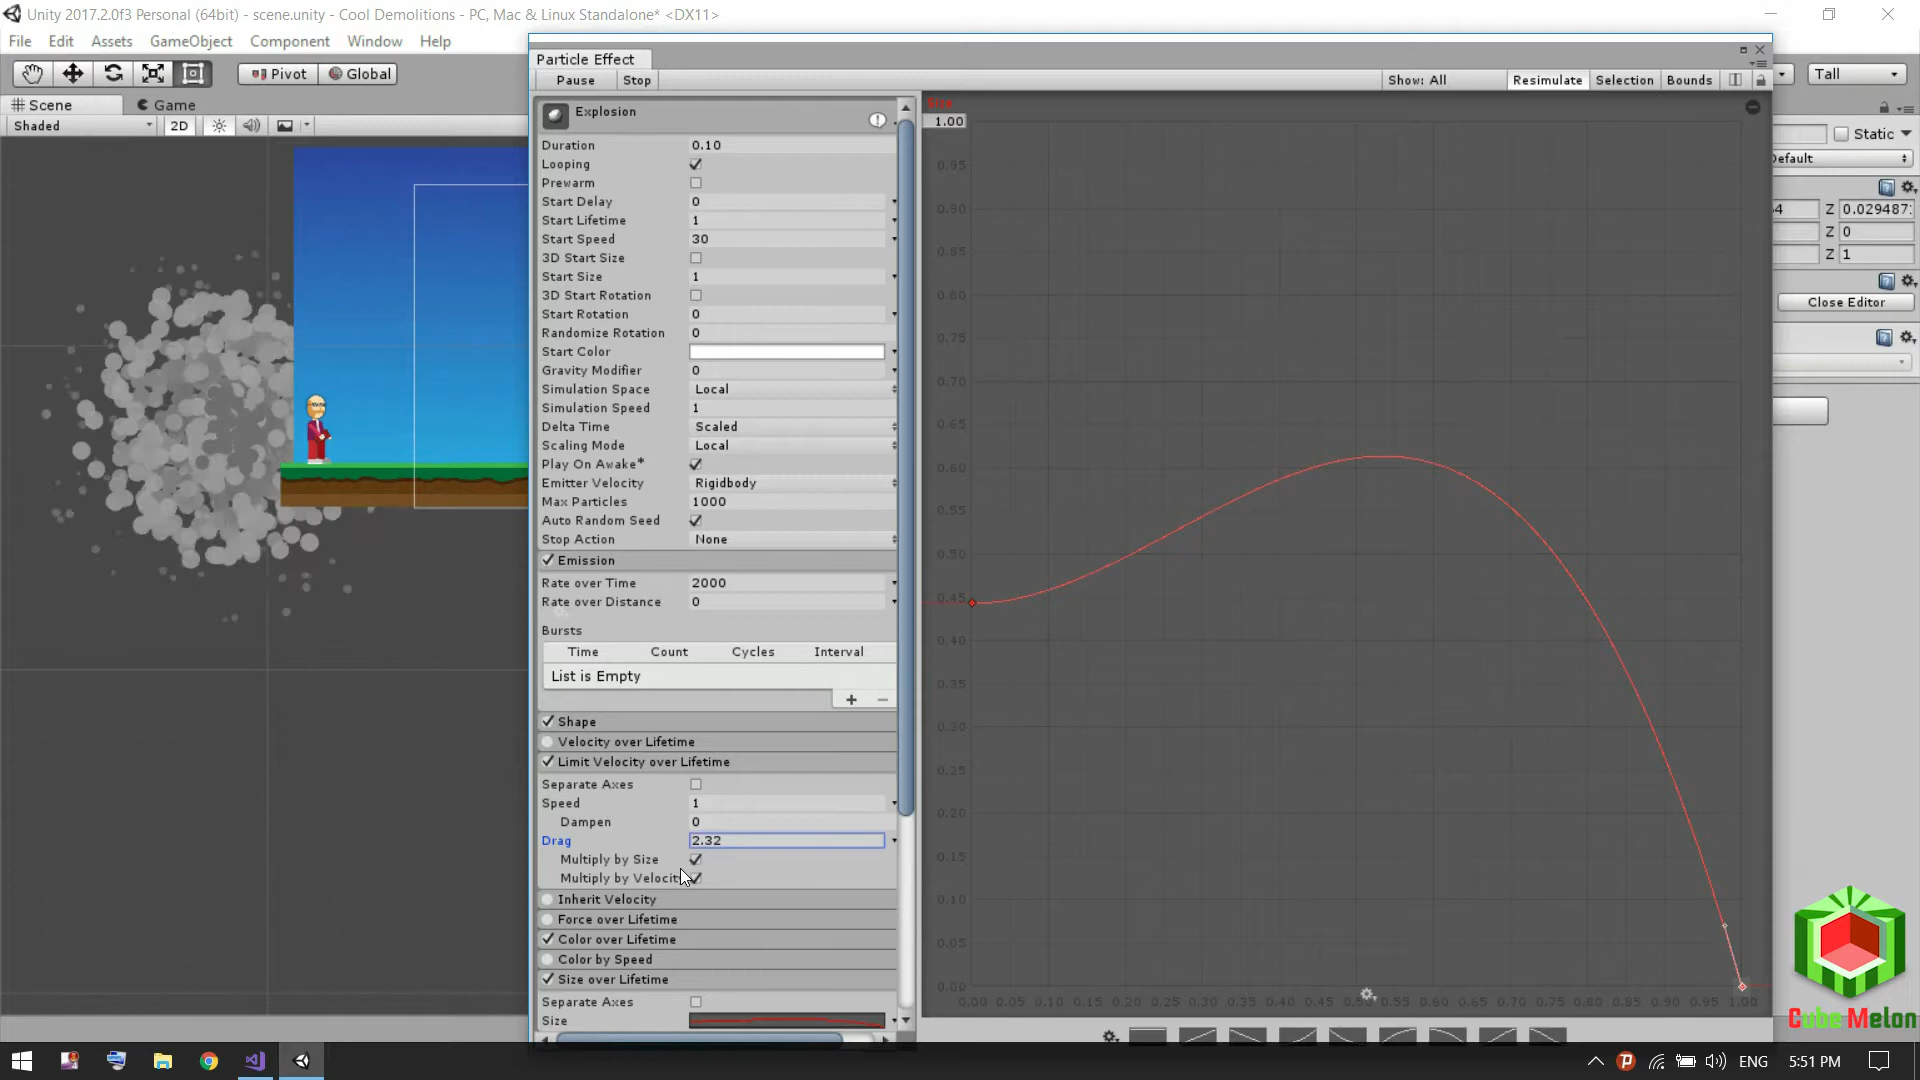 Unity 2017.2.0f3 Personal (64bit) - scene.unity - Cool Demolitions - PC, Mac & Linux Standalone* <DX11>
File Edit Assets GameObject Component Window Help
Particle Effect
Pivot Global
Pause Stop Show: All Resimulate Selection Bounds Tall
Scene Game
Shaded 2D
Explosion
Size
1.00
Static
Default
Duration 0.10
Looping
Prewarm
Start Delay 0
Start Lifetime 1
Start Speed 30
3D Start Size
Start Size 1
3D Start Rotation
Start Rotation 0
Randomize Rotation 0
Start Color
Gravity Modifier 0
Simulation Space Local
Simulation Speed 1
Delta Time Scaled
Scaling Mode Local
Play On Awake*
Emitter Velocity Rigidbody
Max Particles 1000
Auto Random Seed
Stop Action None
Emission
Rate over Time 2000
Rate over Distance 0
Bursts
Time Count Cycles Interval
List is Empty
+ -
Shape
Velocity over Lifetime
Limit Velocity over Lifetime
Separate Axes
Speed 1
Dampen 0
Drag 2.32
Multiply by Size
Multiply by Velocit
Inherit Velocity
Force over Lifetime
Color over Lifetime
Color by Speed
Size over Lifetime
Separate Axes
Size
0.95
0.90
0.85
0.80
0.75
0.70
0.65
0.60
0.55
0.50
0.45
0.40
0.35
0.30
0.25
0.20
0.15
0.10
0.05
0.00
0.00 0.05 0.10 0.15 0.20 0.25 0.30 0.35 0.40 0.45 0.50 0.55 0.60 0.65 0.70 0.75 0.80 0.85 0.90 0.95 1.00
64 Z 0.029487
Z 0
Z 1
Close Editor
Cube Melon
ENG 5:51 PM